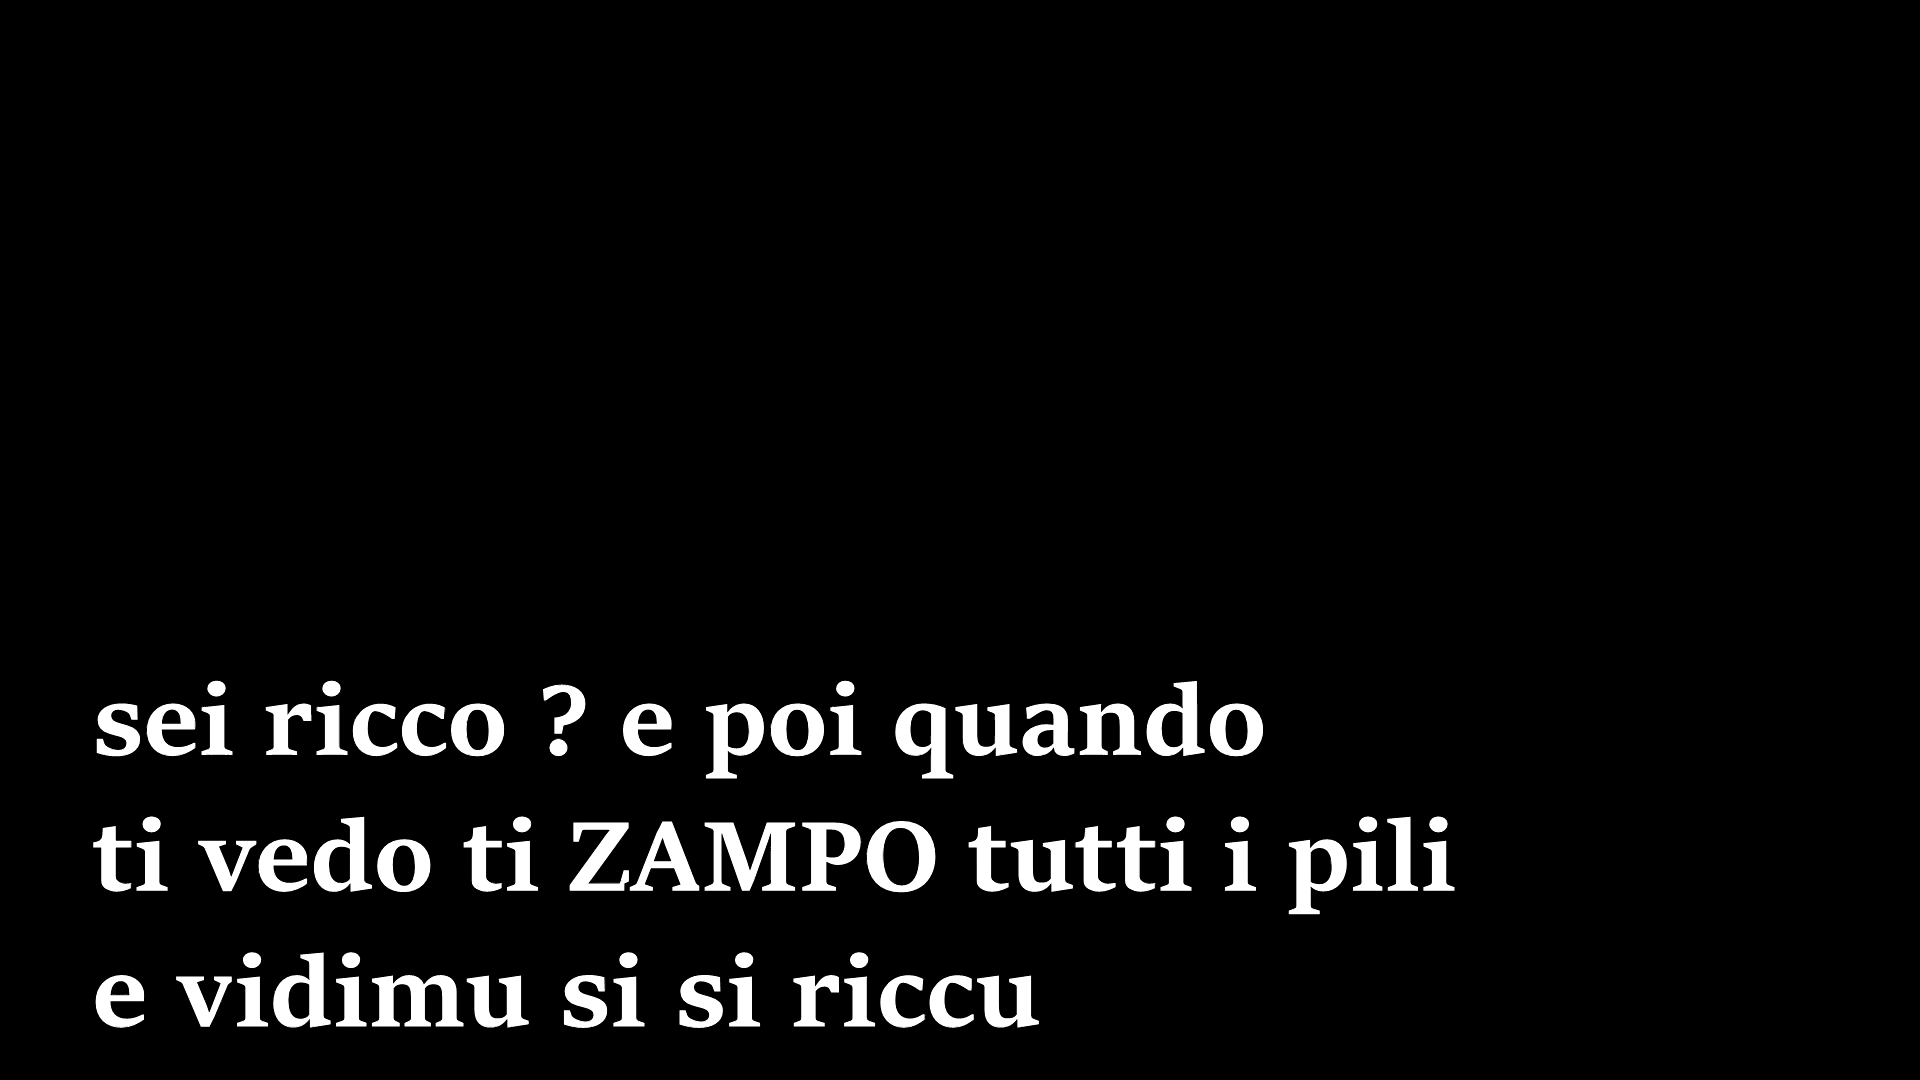 sei ricco ? e poi quando
ti vedo ti ZAMPO tutti i pili
e vidimu si si riccu